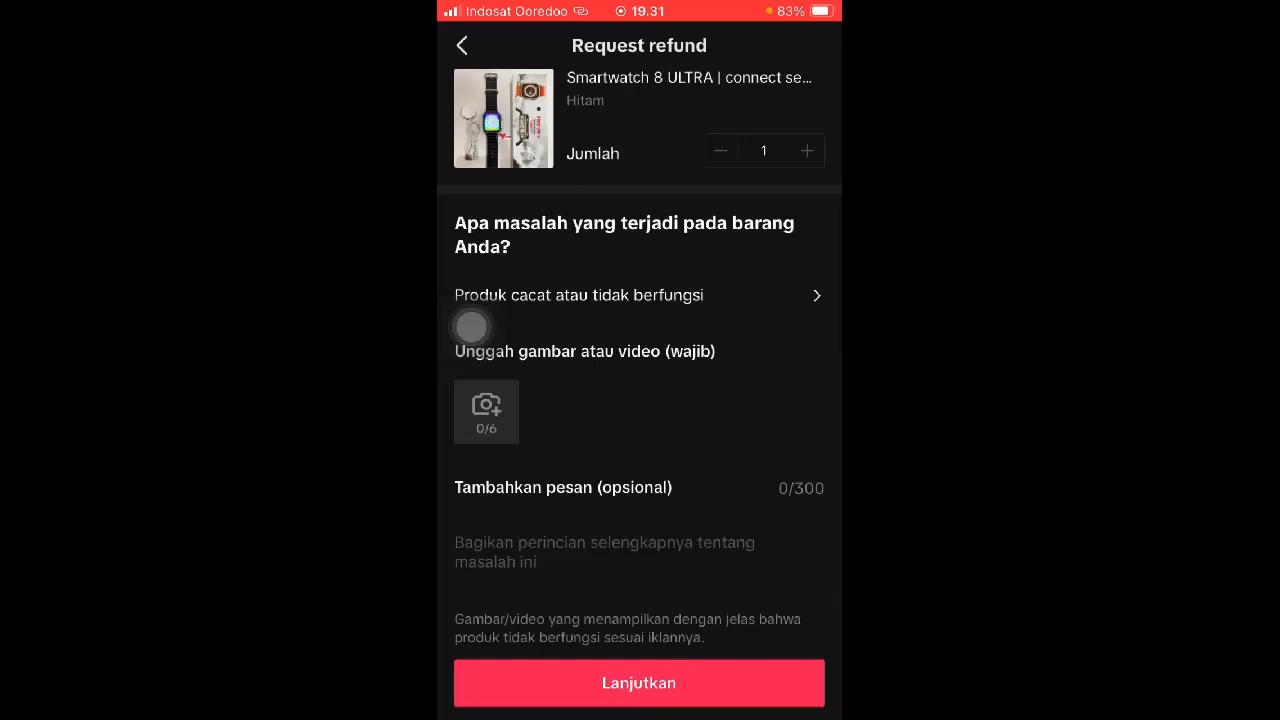 Indosat Ooredoo 19.31 83%
Request refund
Smartwatch 8 ULTRA | connect se...
Hitam
Jumlah − 1 +
Apa masalah yang terjadi pada barang
Anda?
Produk cacat atau tidak berfungsi
Unggah gambar atau video (wajib)
0/6
Tambahkan pesan (opsional) 0/300
Bagikan perincian selengkapnya tentang
masalah ini
Gambar/video yang menampilkan dengan jelas bahwa
produk tidak berfungsi sesuai iklannya.
Lanjutkan